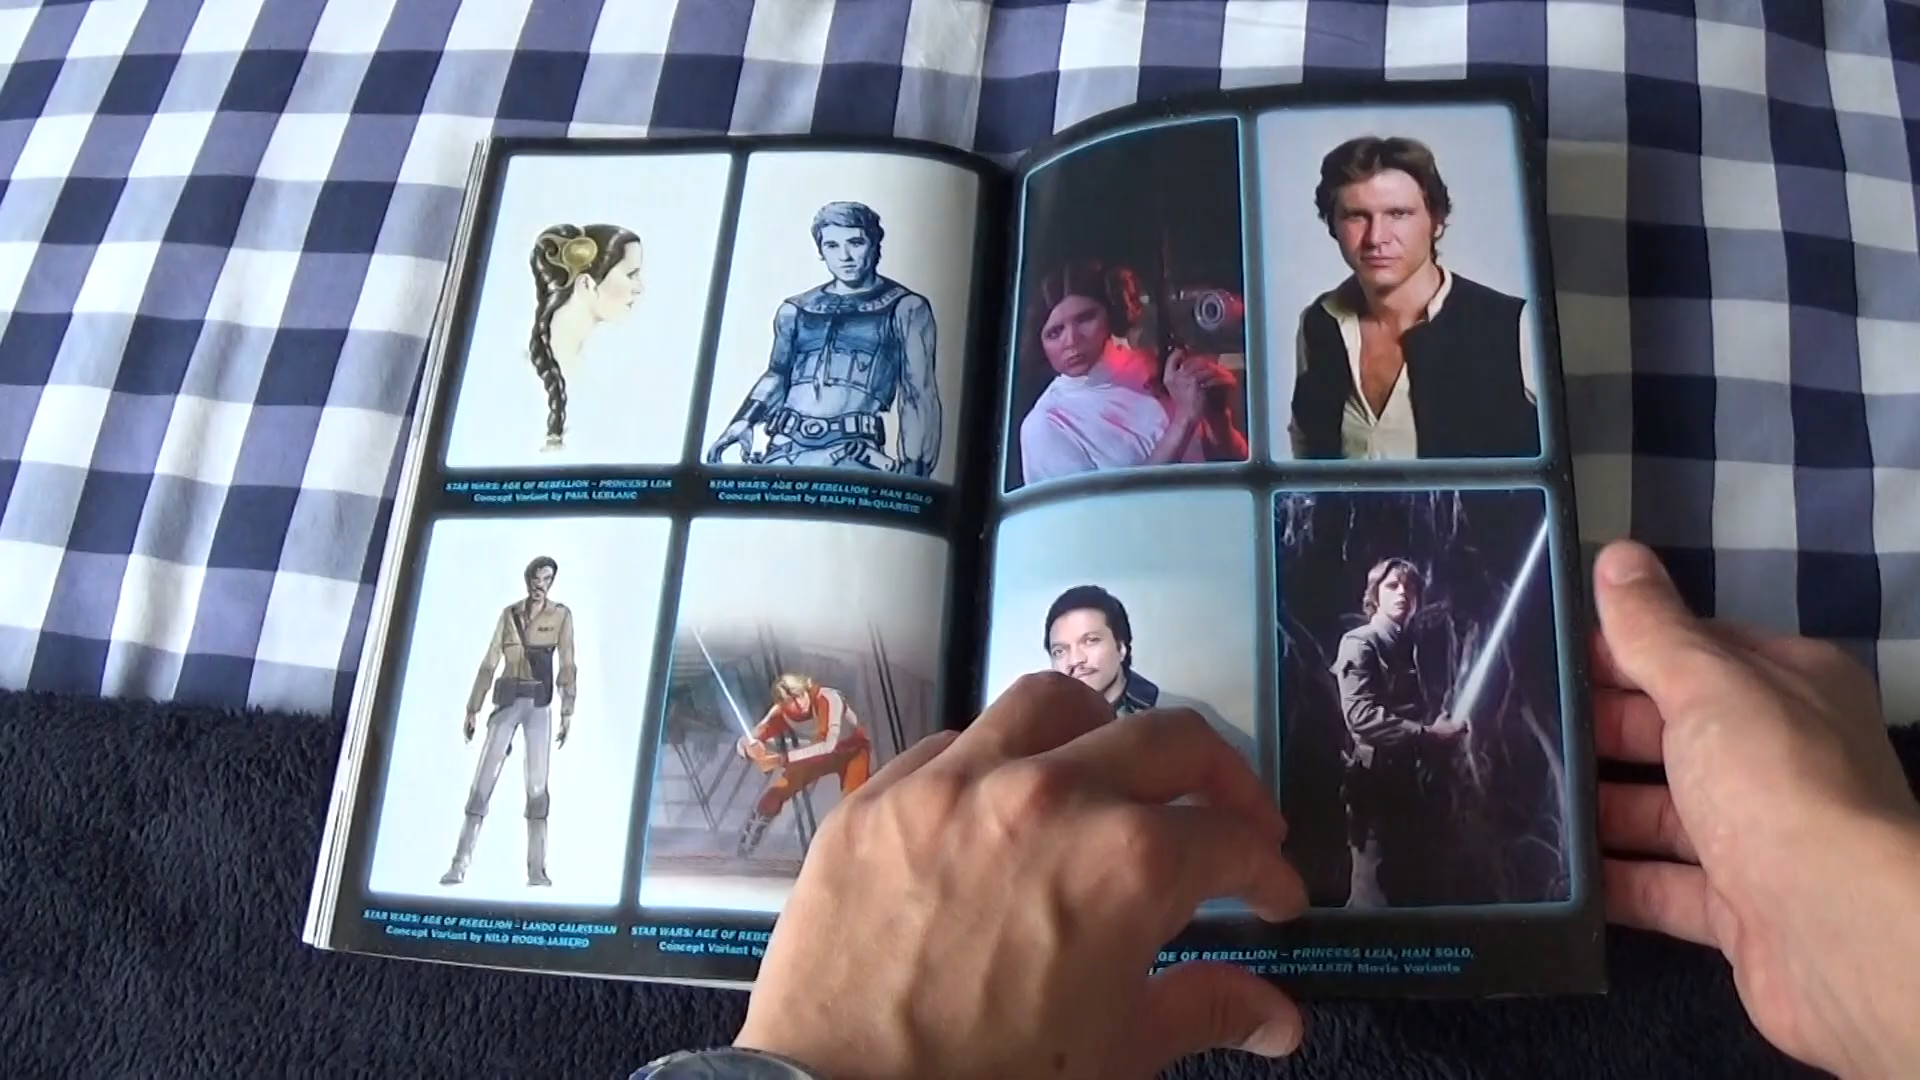 STAR WARS: AGE OF REBELLION – PRINCESS LEIA
Concept Variant by PAUL LEBLANC
STAR WARS: AGE OF REBELLION – HAN SOLO
Concept Variant by RALPH McQUARRIE
STAR WARS: AGE OF REBELLION – LANDO CALRISSIAN
Concept Variant by NILO RODIS-JAMERO
STAR WARS: AGE OF REBE
Concept Variant by
GE OF REBELLION – PRINCESS LEIA, HAN SOLO,
KE SKYWALKER Movie Variants